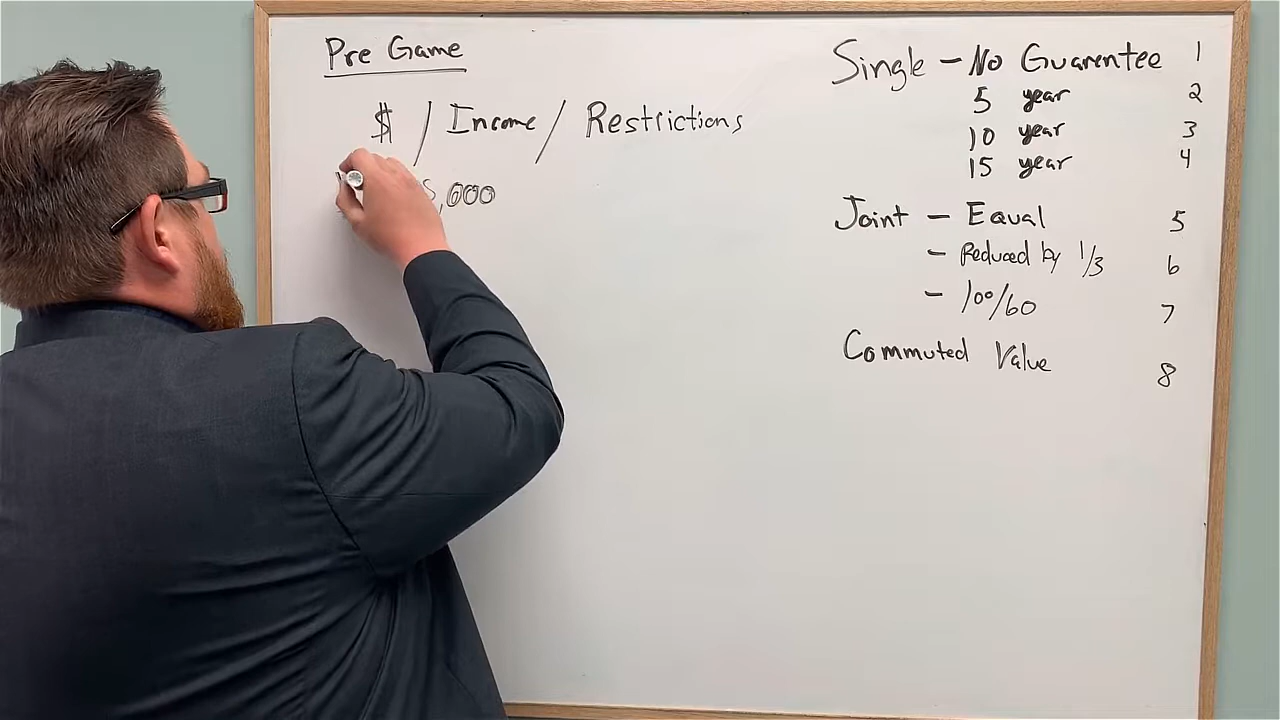 Pre Game
$ / Income / Restrictions
5,000
Single - No Guarentee 1
5 year 2
10 year 3
15 year 4
Joint - Equal 5
- Reduced by 1/3 6
- 100/60 7
Commuted Value 8